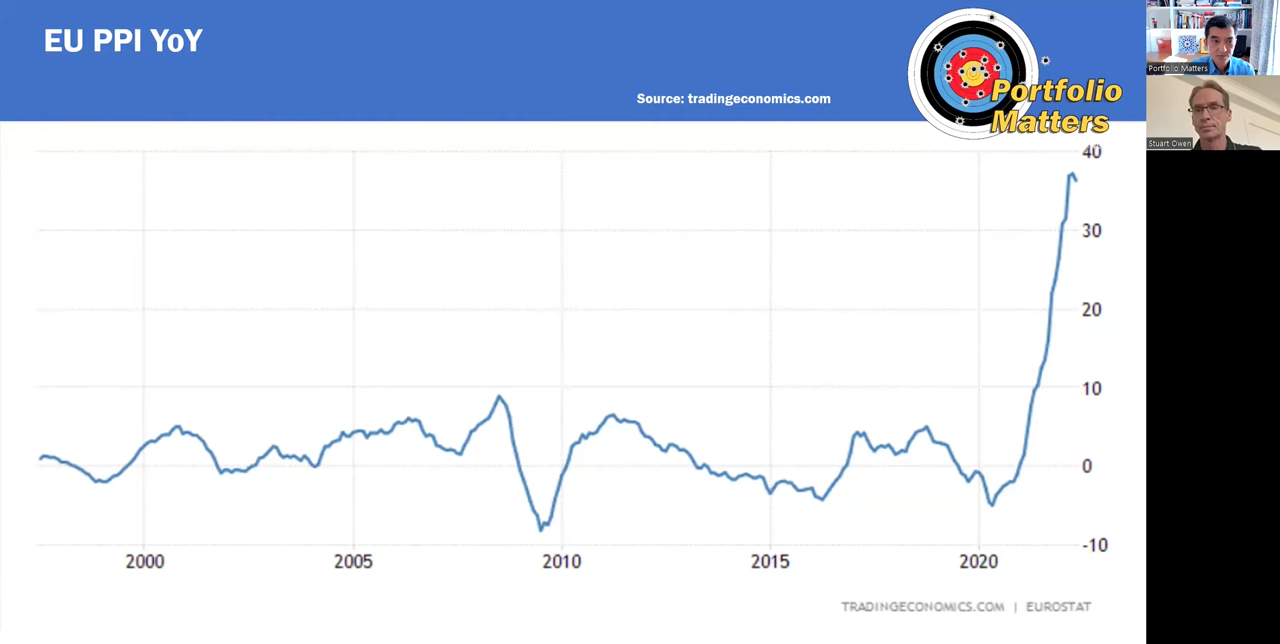 EU PPI YoY
Source: tradingeconomics.com
Portfolio
Matters
Portfolio Matters
Stuart Owen
40
30
20
10
0
-10
2000 2005 2010 2015 2020
TRADINGECONOMICS.COM | EUROSTAT